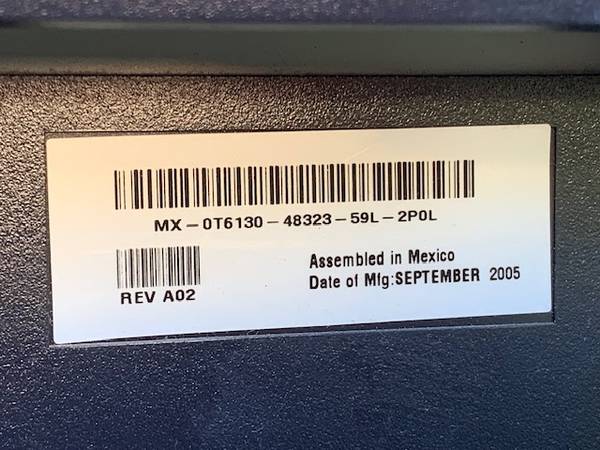 MX-0T6130-48323-59L-2P0L
REV A02
Assembled in Mexico
Date of Mfg:SEPTEMBER 2005